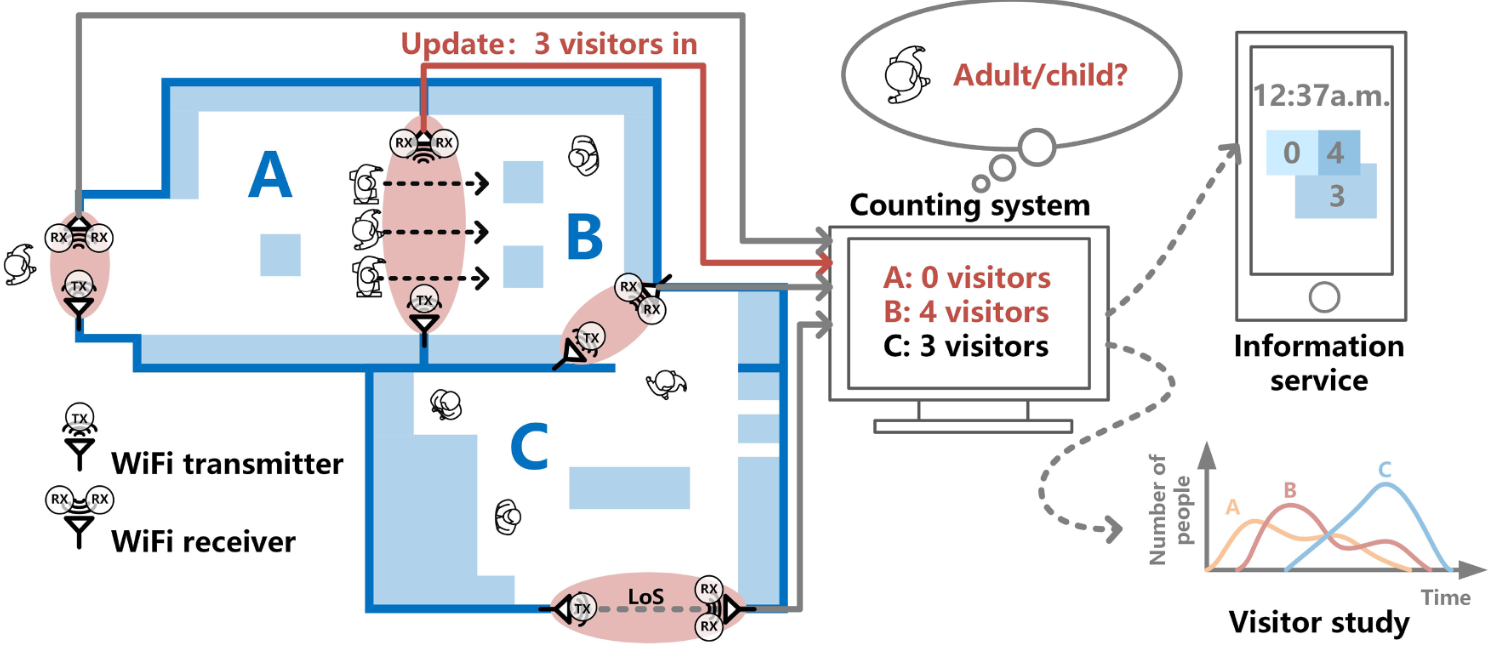 Update: 3 visitors in
Adult/child?
12:37a.m.
0 4
3
A
B
C
RX RX
TX
RX RX
TX
RX
RX
TX
Counting system
A: 0 visitors
B: 4 visitors
C: 3 visitors
Information
service
TX
WiFi transmitter
RX RX
WiFi receiver
LoS
TX
RX
RX
Number of
people
A
B
C
Time
Visitor study